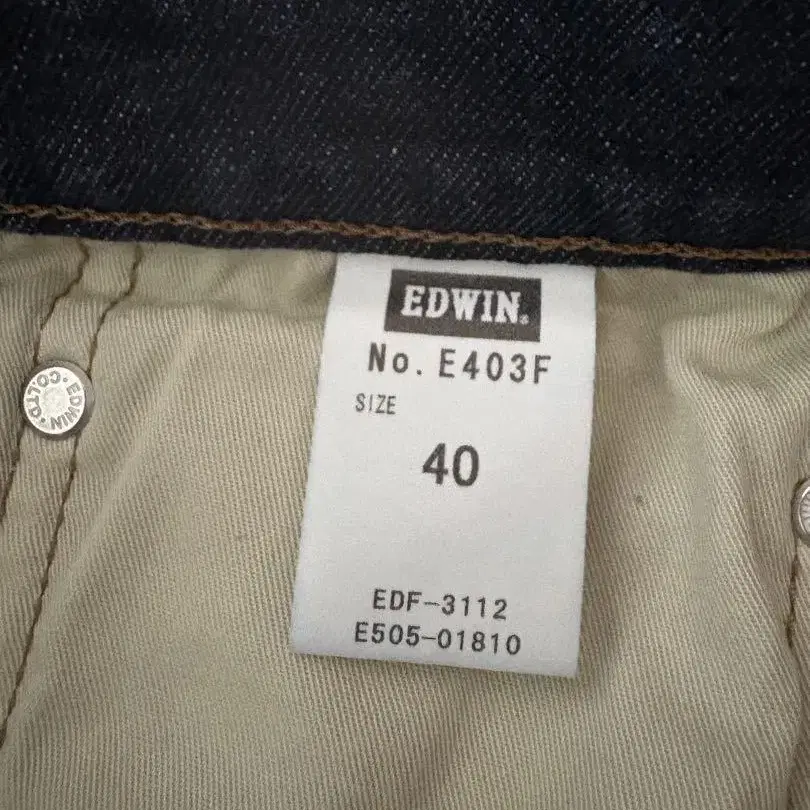 EDWIN.
No. E403F
SIZE
40
EDF-3112
E505-01810
EDWIN·CO.LTD.